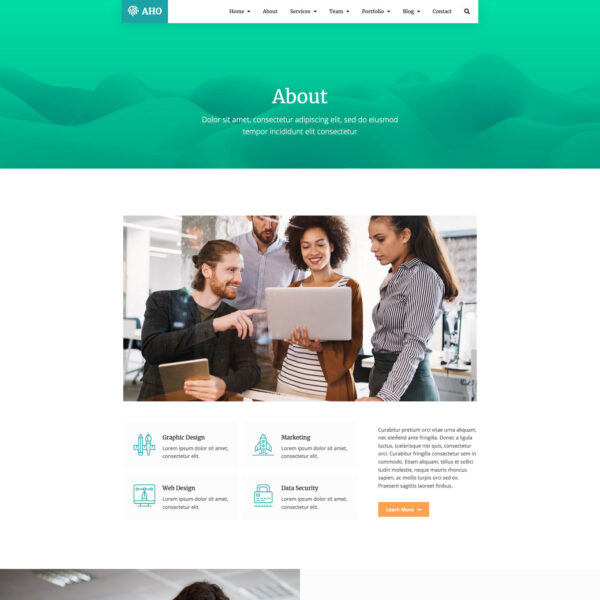 AHO
Home About Services Team Portfolio Blog Contact
About
Dolor sit amet, consectetur adipiscing elit, sed do eiusmod
tempor incididunt elit consectetur
Graphic Design
Lorem ipsum dolor sit amet,
consectetur elit.
Marketing
Lorem ipsum dolor sit amet,
consectetur elit.
Web Design
Lorem ipsum dolor sit amet,
consectetur elit.
Data Security
Lorem ipsum dolor sit amet,
consectetur elit.
Curabitur pretium orci vitae urna aliquam,
nec eleifend ante fringilla. Donec a ligula
luctus, scelerisque nisi quis, consectetur
orci. Curabitur fringilla consectetur sem in
commodo. Etiam aliquam, tellus et sollici
tudin molestie, neque mauris rhoncus
sapien, ac mollis turpis orci sed ex.
Praesent sagittis laoreet finibus.
Learn More →